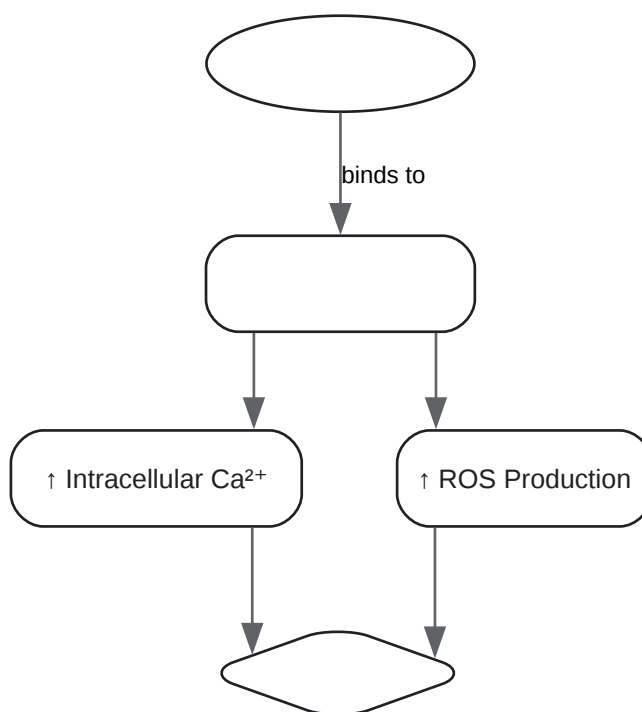 binds to
↑ Intracellular Ca²⁺
↑ ROS Production